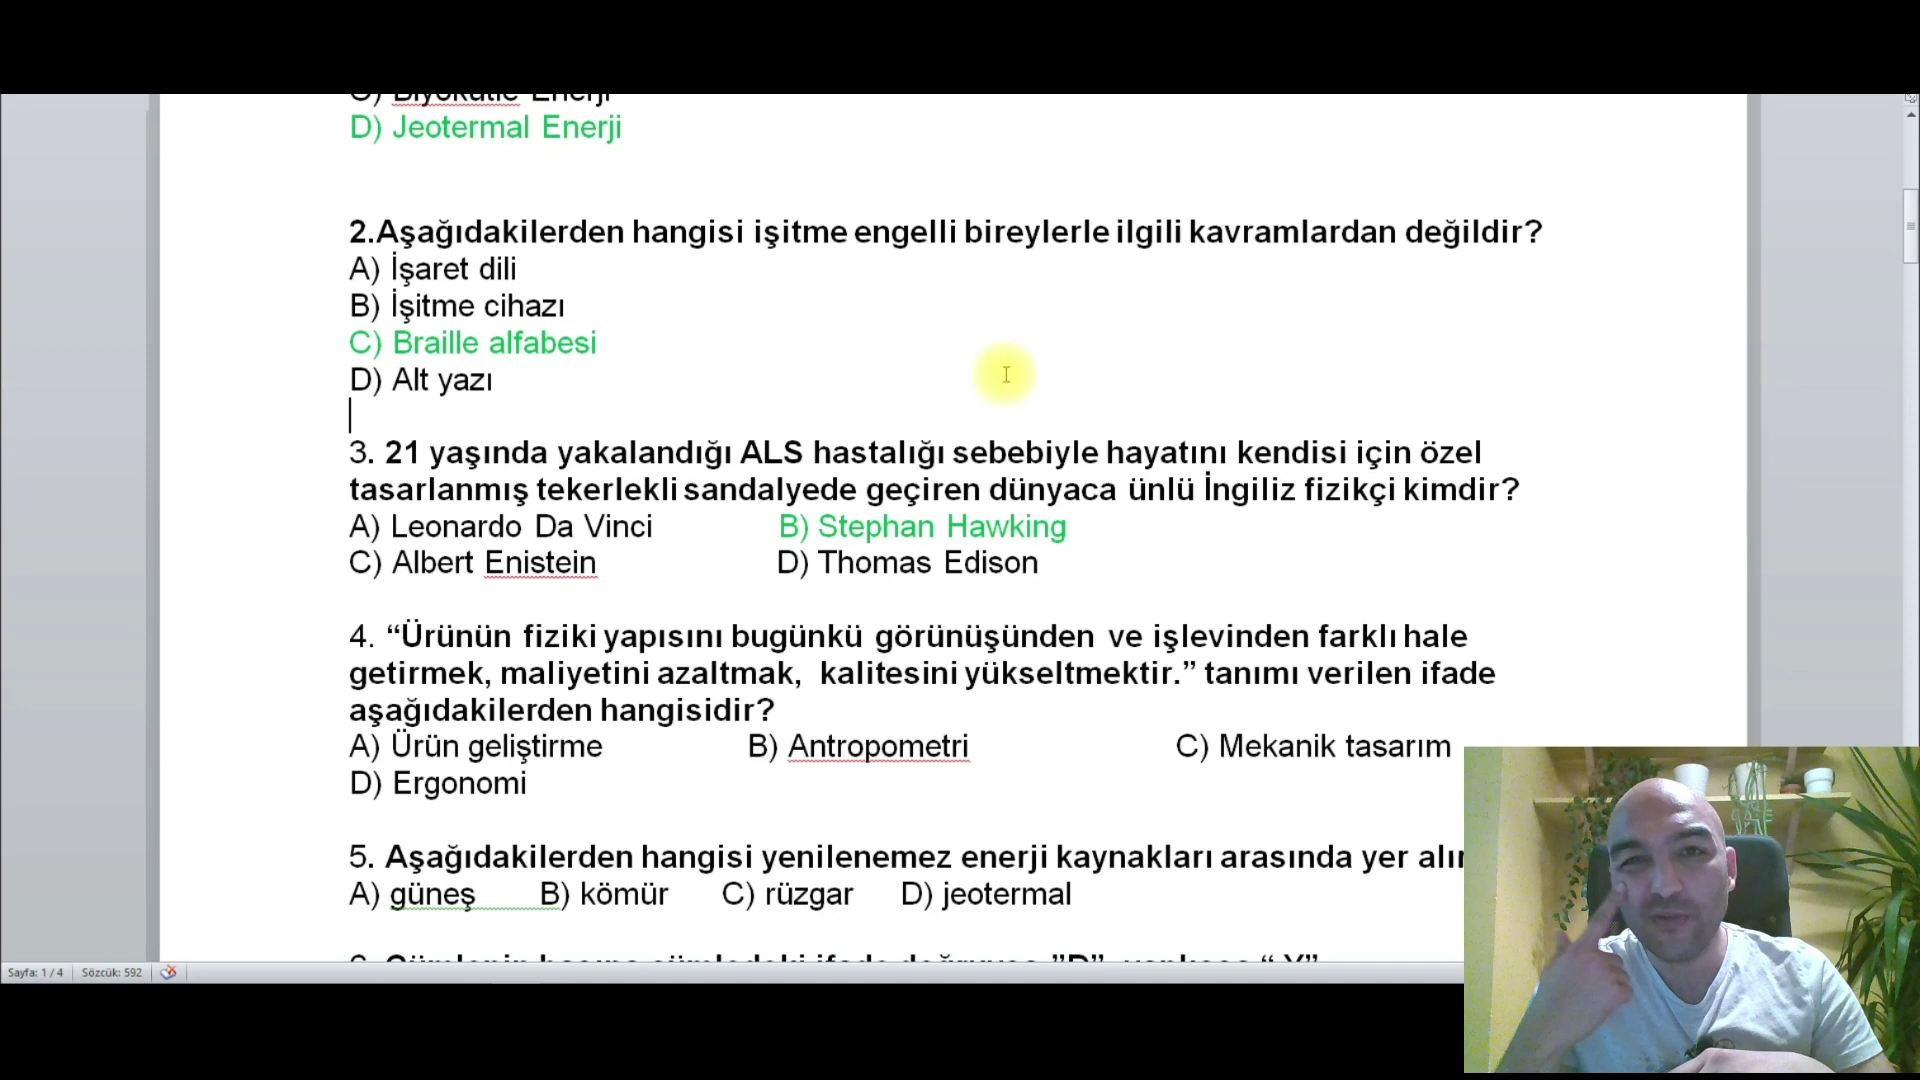 D) Jeotermal Enerji
2.Aşağıdakilerden hangisi işitme engelli bireylerle ilgili kavramlardan değildir?
A) İşaret dili
B) İşitme cihazı
C) Braille alfabesi
D) Alt yazı
3. 21 yaşında yakalandığı ALS hastalığı sebebiyle hayatını kendisi için özel
tasarlanmış tekerlekli sandalyede geçiren dünyaca ünlü İngiliz fizikçi kimdir?
A) Leonardo Da Vinci B) Stephan Hawking
C) Albert Enistein D) Thomas Edison
4. “Ürünün fiziki yapısını bugünkü görünüşünden ve işlevinden farklı hale
getirmek, maliyetini azaltmak, kalitesini yükseltmektir.” tanımı verilen ifade
aşağıdakilerden hangisidir?
A) Ürün geliştirme B) Antropometri C) Mekanik tasarım
D) Ergonomi
5. Aşağıdakilerden hangisi yenilenemez enerji kaynakları arasında yer
A) güneş B) kömür C) rüzgar D) jeotermal
Sayfa: 1 / 4 Sözcük: 592